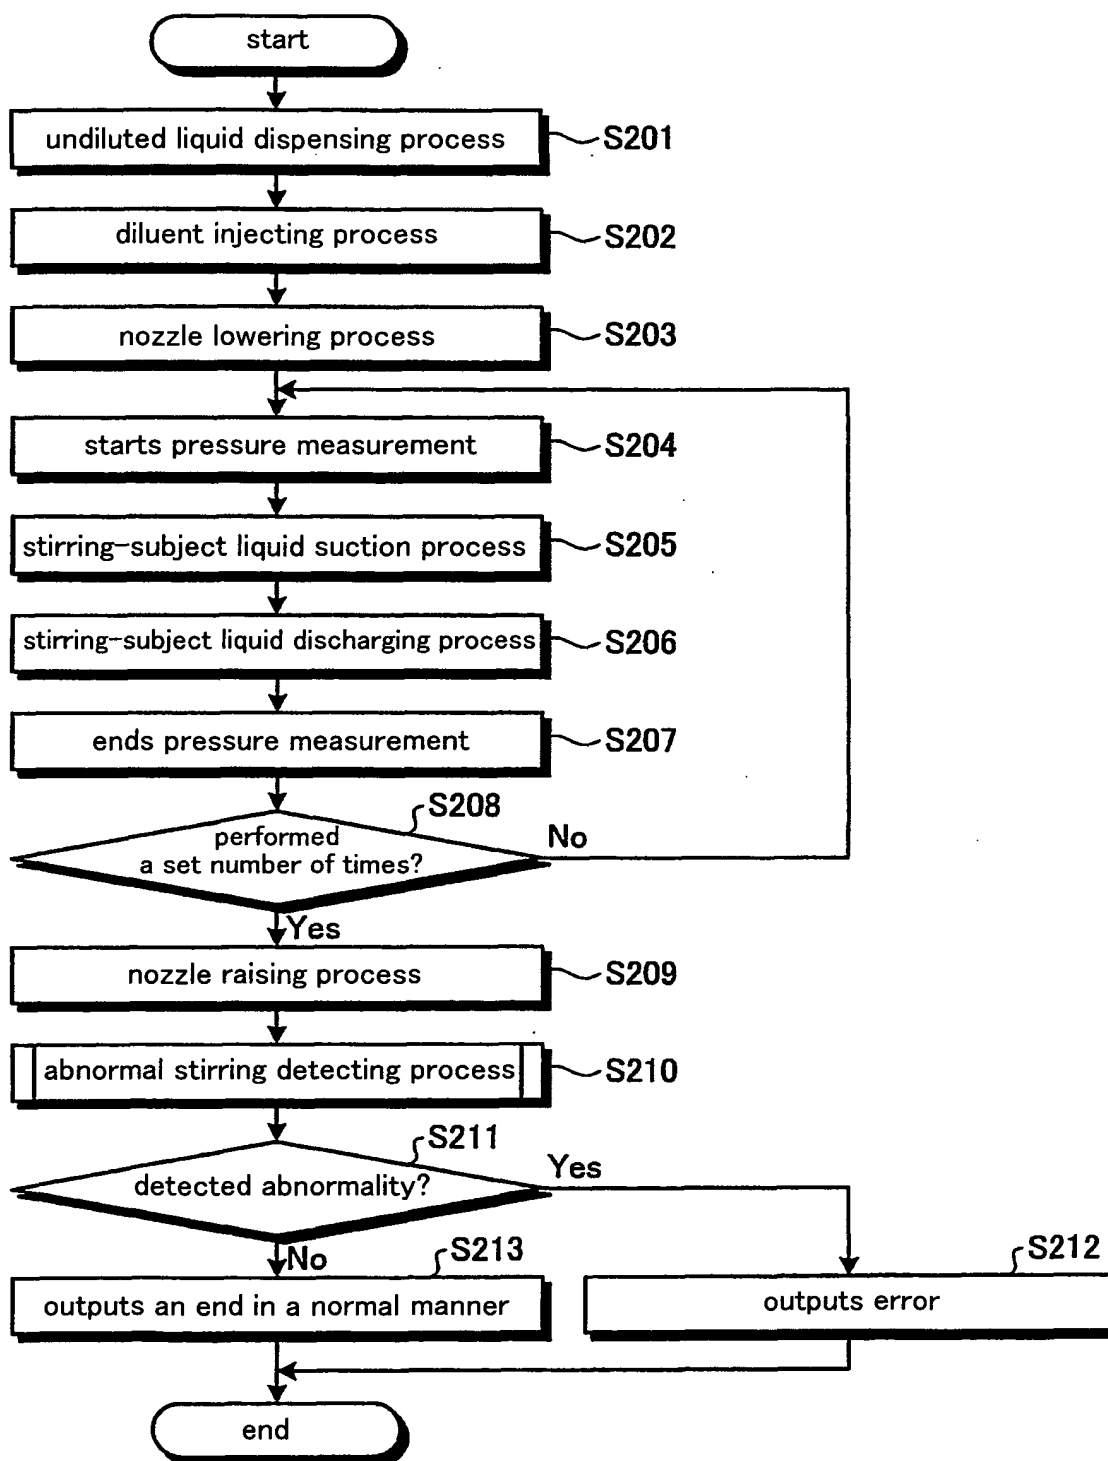 start
undiluted liquid dispensing process
S201
diluent injecting process
S202
nozzle lowering process
S203
starts pressure measurement
S204
stirring-subject liquid suction process
S205
stirring-subject liquid discharging process
S206
ends pressure measurement
S207
S208
performed
a set number of times?
No
Yes
nozzle raising process
S209
abnormal stirring detecting process
S210
S211
detected abnormality?
Yes
No
S213
outputs an end in a normal manner
S212
outputs error
end